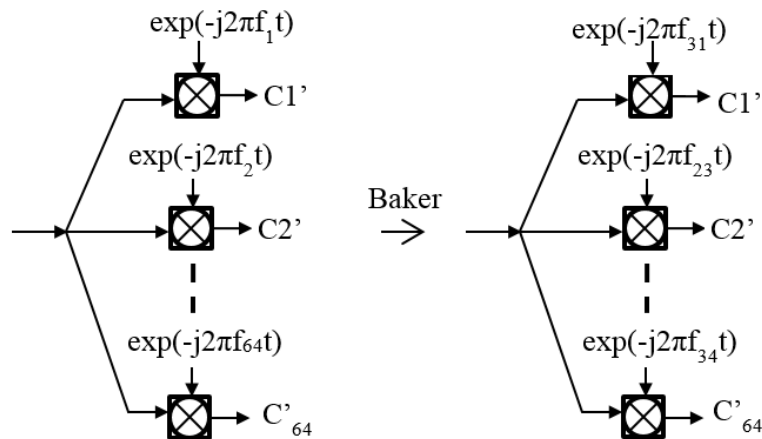 exp(-j2πf₁t)
C1'
exp(-j2πf₂t)
C2'
exp(-j2πf₆₄t)
C'₆₄
Baker
exp(-j2πf₃₁t)
C1'
exp(-j2πf₂₃t)
C2'
exp(-j2πf₃₄t)
C'₆₄